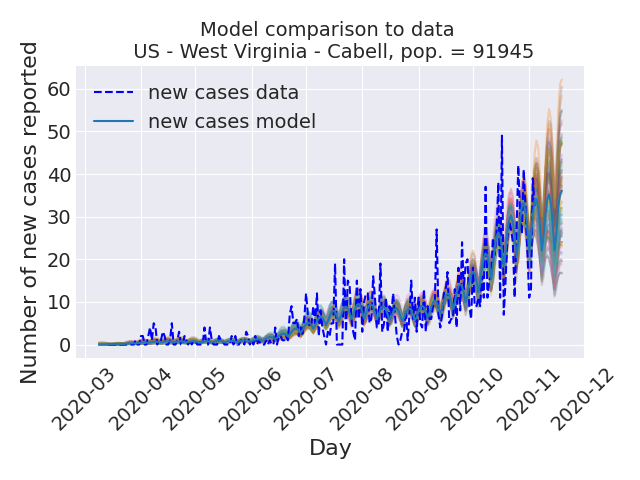 Model comparison to data
US - West Virginia - Cabell, pop. = 91945
Number of new cases reported
60
50
40
30
20
10
0
new cases data
new cases model
2020-03
2020-04
2020-05
2020-06
2020-07
2020-08
2020-09
2020-10
2020-11
2020-12
Day